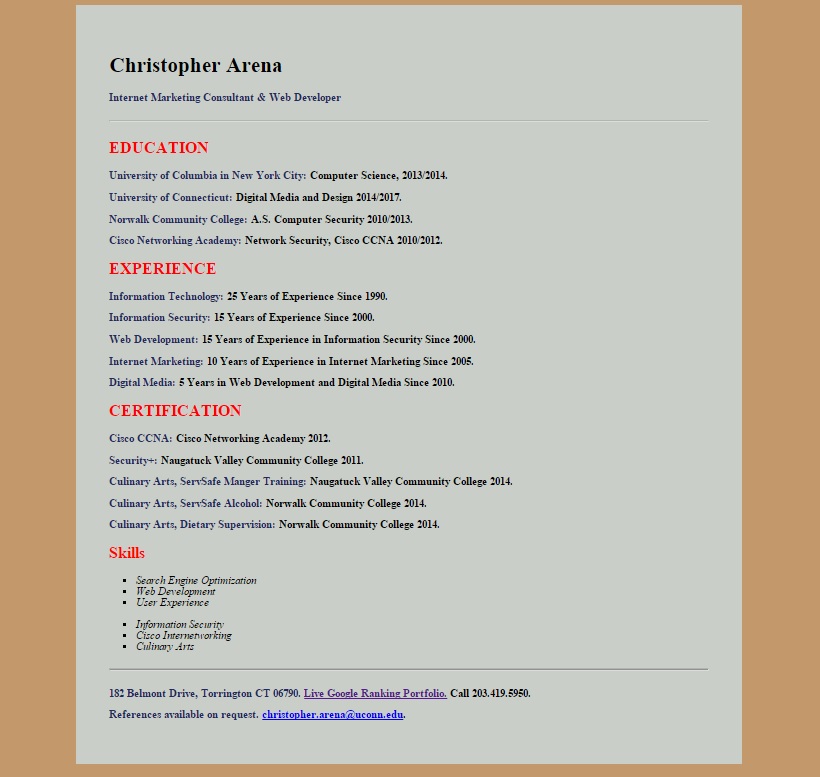 Christopher Arena
Internet Marketing Consultant & Web Developer
EDUCATION
University of Columbia in New York City: Computer Science, 2013/2014.
University of Connecticut: Digital Media and Design 2014/2017.
Norwalk Community College: A.S. Computer Security 2010/2013.
Cisco Networking Academy: Network Security, Cisco CCNA 2010/2012.
EXPERIENCE
Information Technology: 25 Years of Experience Since 1990.
Information Security: 15 Years of Experience Since 2000.
Web Development: 15 Years of Experience in Information Security Since 2000.
Internet Marketing: 10 Years of Experience in Internet Marketing Since 2005.
Digital Media: 5 Years in Web Development and Digital Media Since 2010.
CERTIFICATION
Cisco CCNA: Cisco Networking Academy 2012.
Security+: Naugatuck Valley Community College 2011.
Culinary Arts, ServSafe Manger Training: Naugatuck Valley Community College 2014.
Culinary Arts, ServSafe Alcohol: Norwalk Community College 2014.
Culinary Arts, Dietary Supervision: Norwalk Community College 2014.
Skills
Search Engine Optimization
Web Development
User Experience
Information Security
Cisco Internetworking
Culinary Arts
182 Belmont Drive, Torrington CT 06790. Live Google Ranking Portfolio. Call 203.419.5950.
References available on request. christopher.arena@uconn.edu.